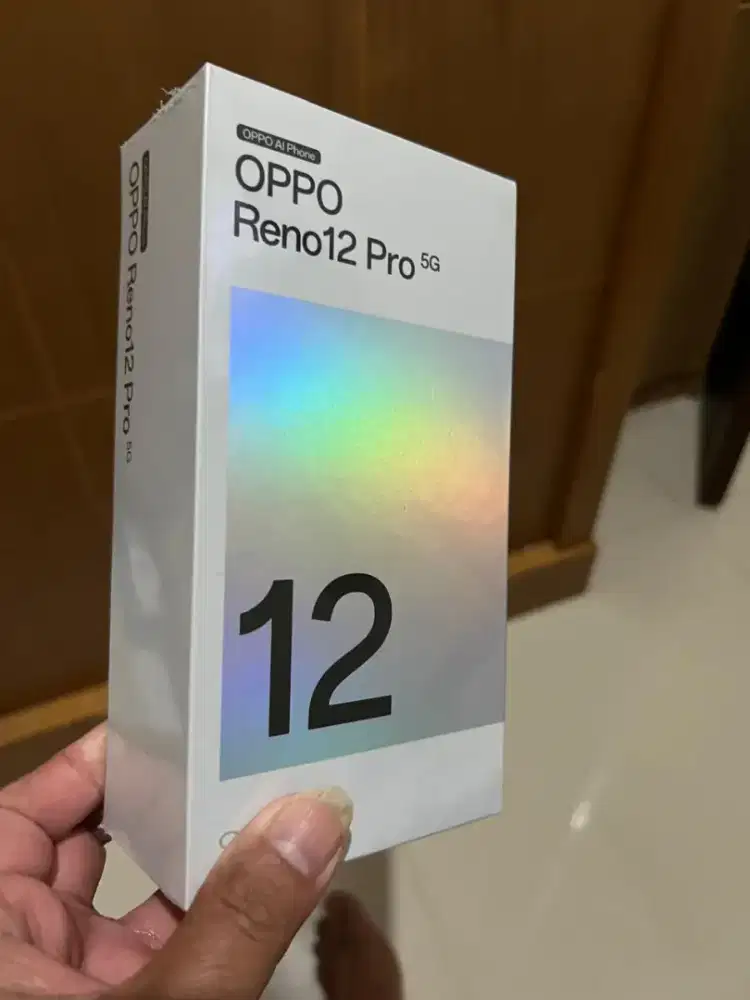 OPPO AI Phone
OPPO
Reno12 Pro 5G
12
OPPO Reno12 Pro 5G